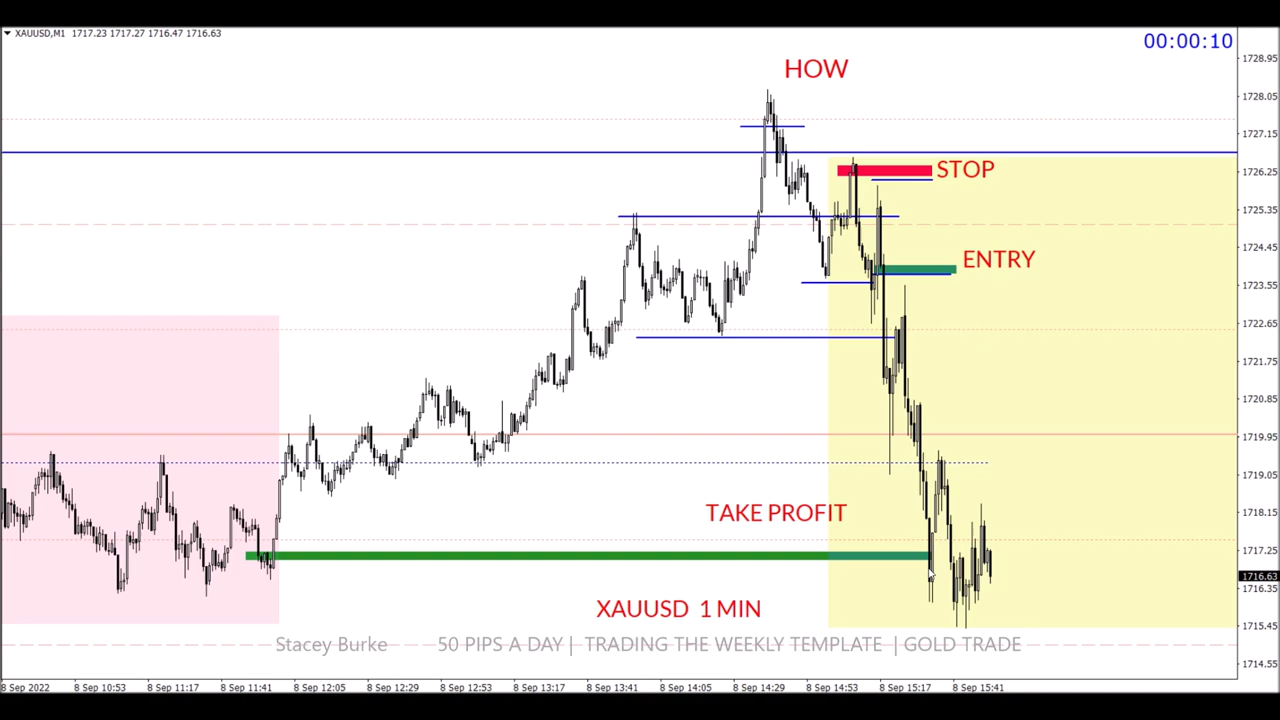 XAUUSD,M1 1717.23 1717.27 1716.47 1716.63
00:00:10
HOW
1728.95
1728.05
1727.15
STOP
1726.25
1725.35
1724.45
ENTRY
1723.55
1722.65
1721.75
1720.85
1719.95
1719.05
TAKE PROFIT
1718.15
1717.25
1716.63
1716.35
XAUUSD 1 MIN
1715.45
Stacey Burke 50 PIPS A DAY | TRADING THE WEEKLY TEMPLATE | GOLD TRADE
1714.55
8 Sep 2022 8 Sep 10:53 8 Sep 11:17 8 Sep 11:41 8 Sep 12:05 8 Sep 12:29 8 Sep 12:53 8 Sep 13:17 8 Sep 13:41 8 Sep 14:05 8 Sep 14:29 8 Sep 14:53 8 Sep 15:17 8 Sep 15:41